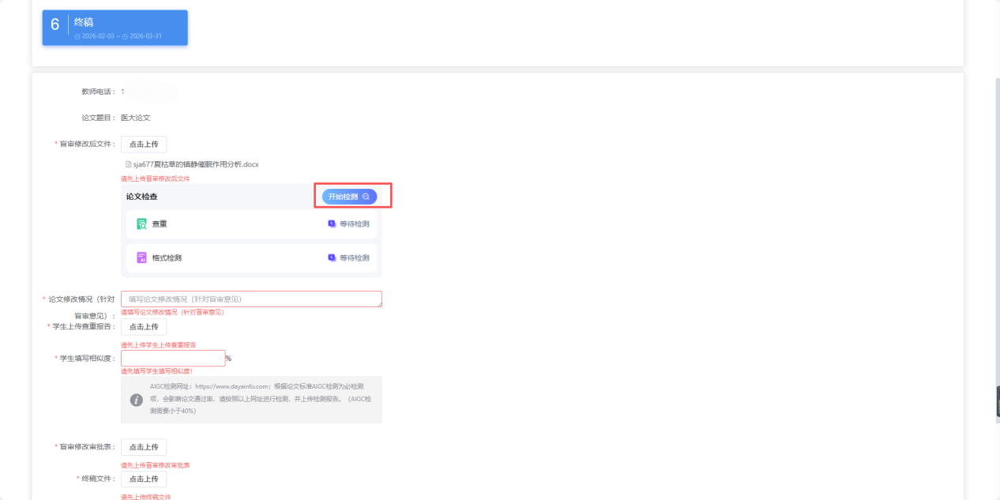 6 终稿
2026-02-03 ~ 2026-03-31
教师电话： 1
论文题目： 医大论文
* 盲审修改后文件： 点击上传
sja677夏枯草的镇静催眠作用分析.docx
请先上传盲审修改后文件
论文检查 开始检测
查重 等待检测
格式检测 等待检测
* 论文修改情况（针对 填写论文修改情况（针对盲审意见）
盲审意见）： 请填写论文修改情况（针对盲审意见）
* 学生上传查重报告： 点击上传
请先上传学生上传查重报告
* 学生填写相似度： %
请先填写学生填写相似度!
AIGC检测网址：https://www.dayainfo.com；根据论文标准AIGC检测为必检测
项，会影响论文通过率，请按照以上网址进行检测，并上传检测报告。（AIGC检
测需要小于40%）
* 盲审修改审批表： 点击上传
请先上传盲审修改审批表
* 终稿文件： 点击上传
请先上传终稿文件